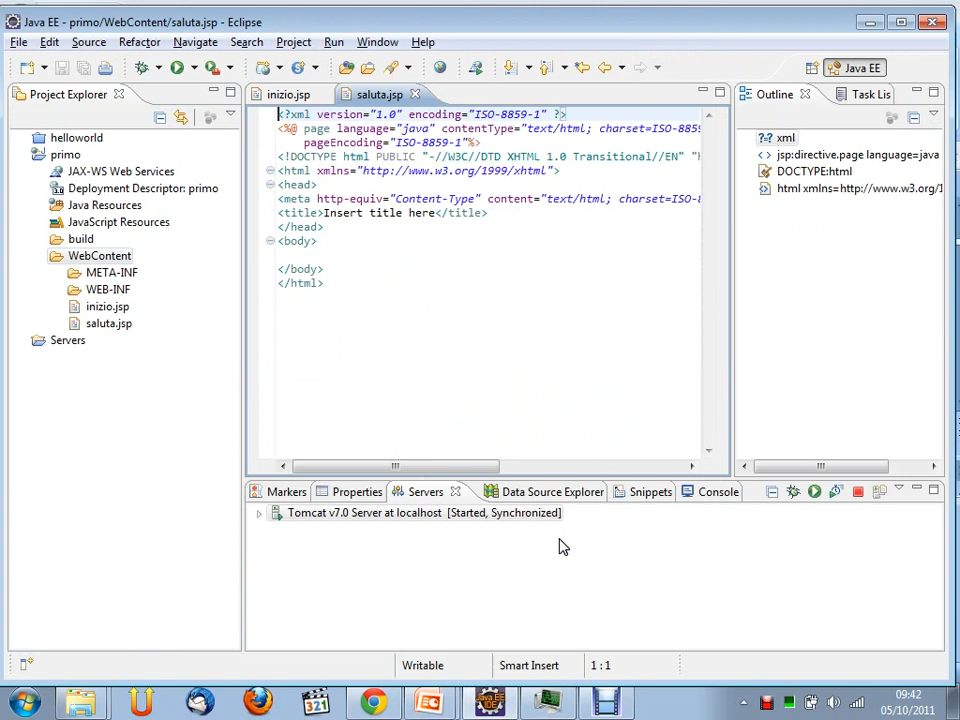 Java EE - primo/WebContent/saluta.jsp - Eclipse
File Edit Source Refactor Navigate Search Project Run Window Help
Java EE
Project Explorer
inizio.jsp
saluta.jsp
Outline
Task Lis
helloworld
primo
JAX-WS Web Services
Deployment Descriptor: primo
Java Resources
JavaScript Resources
build
WebContent
META-INF
WEB-INF
inizio.jsp
saluta.jsp
Servers
<?xml version="1.0" encoding="ISO-8859-1" ?>
<%@ page language="java" contentType="text/html; charset=ISO-885
pageEncoding="ISO-8859-1"%>
<!DOCTYPE html PUBLIC "-//W3C//DTD XHTML 1.0 Transitional//EN" "
<html xmlns="http://www.w3.org/1999/xhtml">
<head>
<meta http-equiv="Content-Type" content="text/html; charset=ISO-
<title>Insert title here</title>
</head>
<body>
</body>
</html>
xml
jsp:directive.page language=java
DOCTYPE:html
html xmlns=http://www.w3.org/1
Markers Properties Servers Data Source Explorer Snippets Console
Tomcat v7.0 Server at localhost [Started, Synchronized]
Writable Smart Insert 1 : 1
321
Java EE
IDE
09:42
05/10/2011